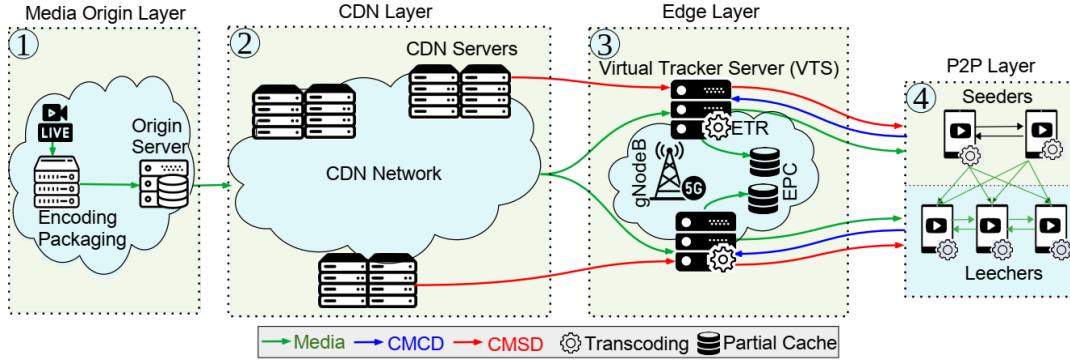 Media Origin Layer
CDN Layer
Edge Layer
P2P Layer
1
LIVE
Origin
Server
Encoding
Packaging
2
CDN Servers
CDN Network
3
Virtual Tracker Server (VTS)
ETR
gNodeB
5G
EPC
4
Seeders
Leechers
Media
CMCD
CMSD
Transcoding
Partial Cache